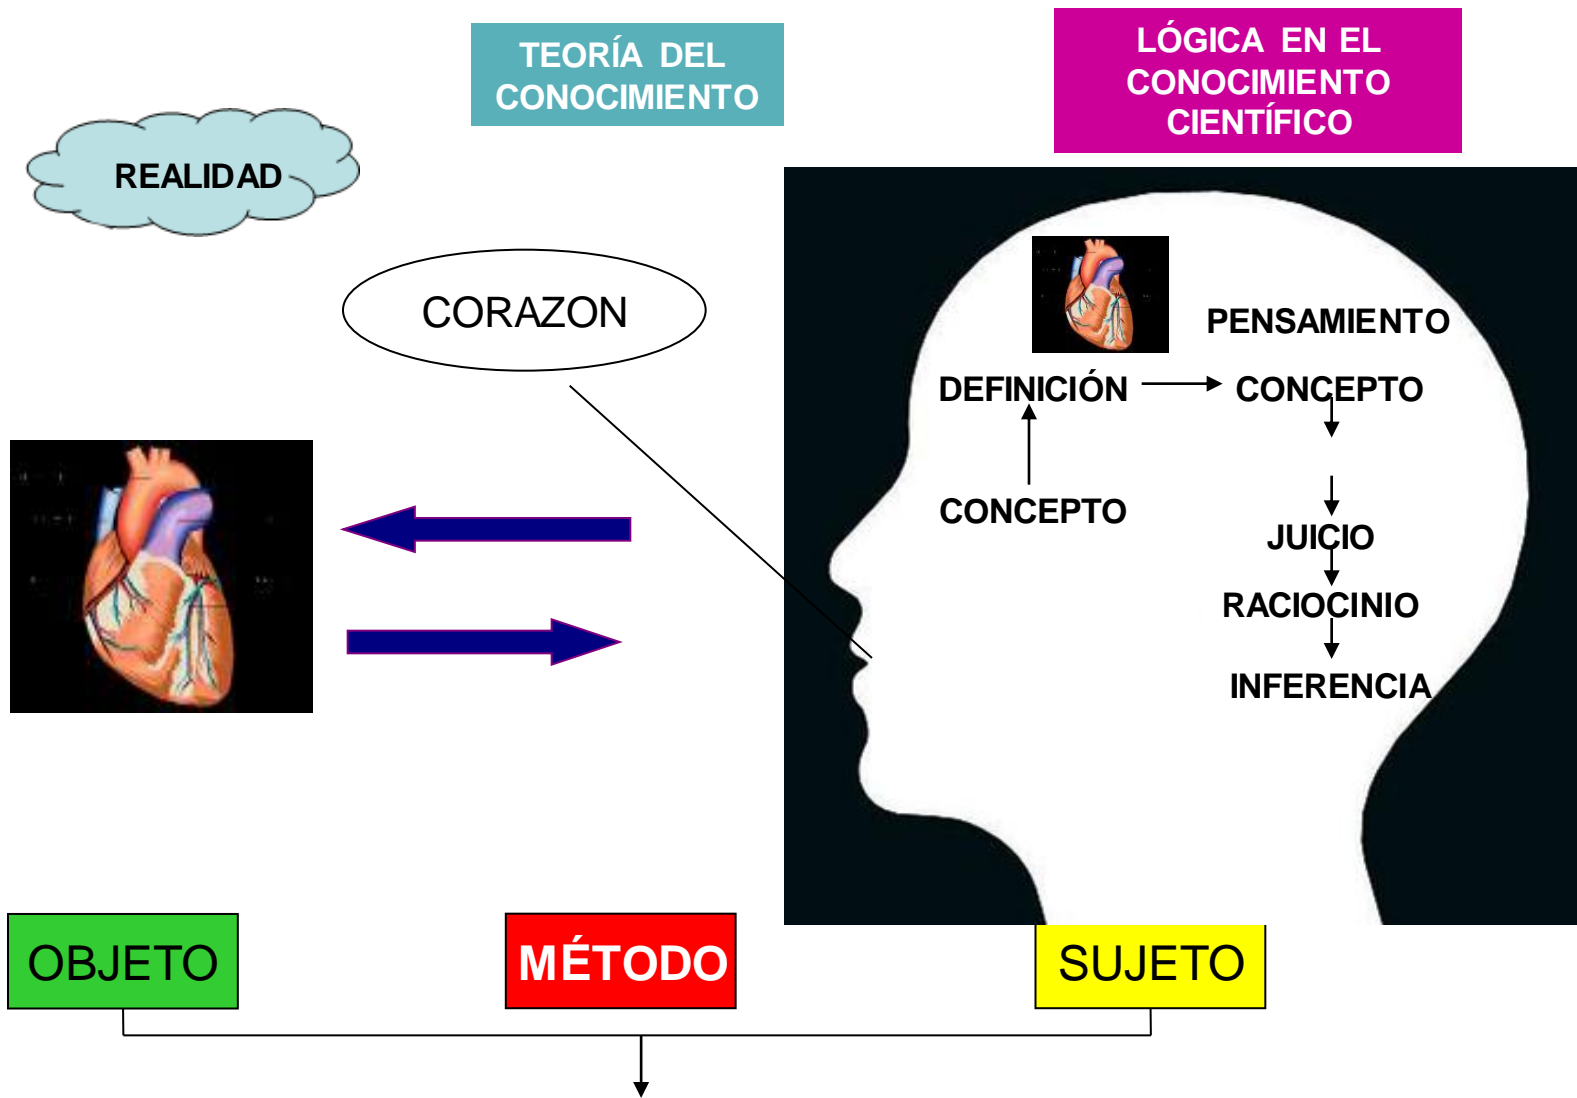 TEORÍA DEL
CONOCIMIENTO
LÓGICA EN EL
CONOCIMIENTO
CIENTÍFICO
REALIDAD
CORAZON
PENSAMIENTO
DEFINICIÓN
CONCEPTO
CONCEPTO
JUICIO
RACIOCINIO
INFERENCIA
OBJETO
MÉTODO
SUJETO